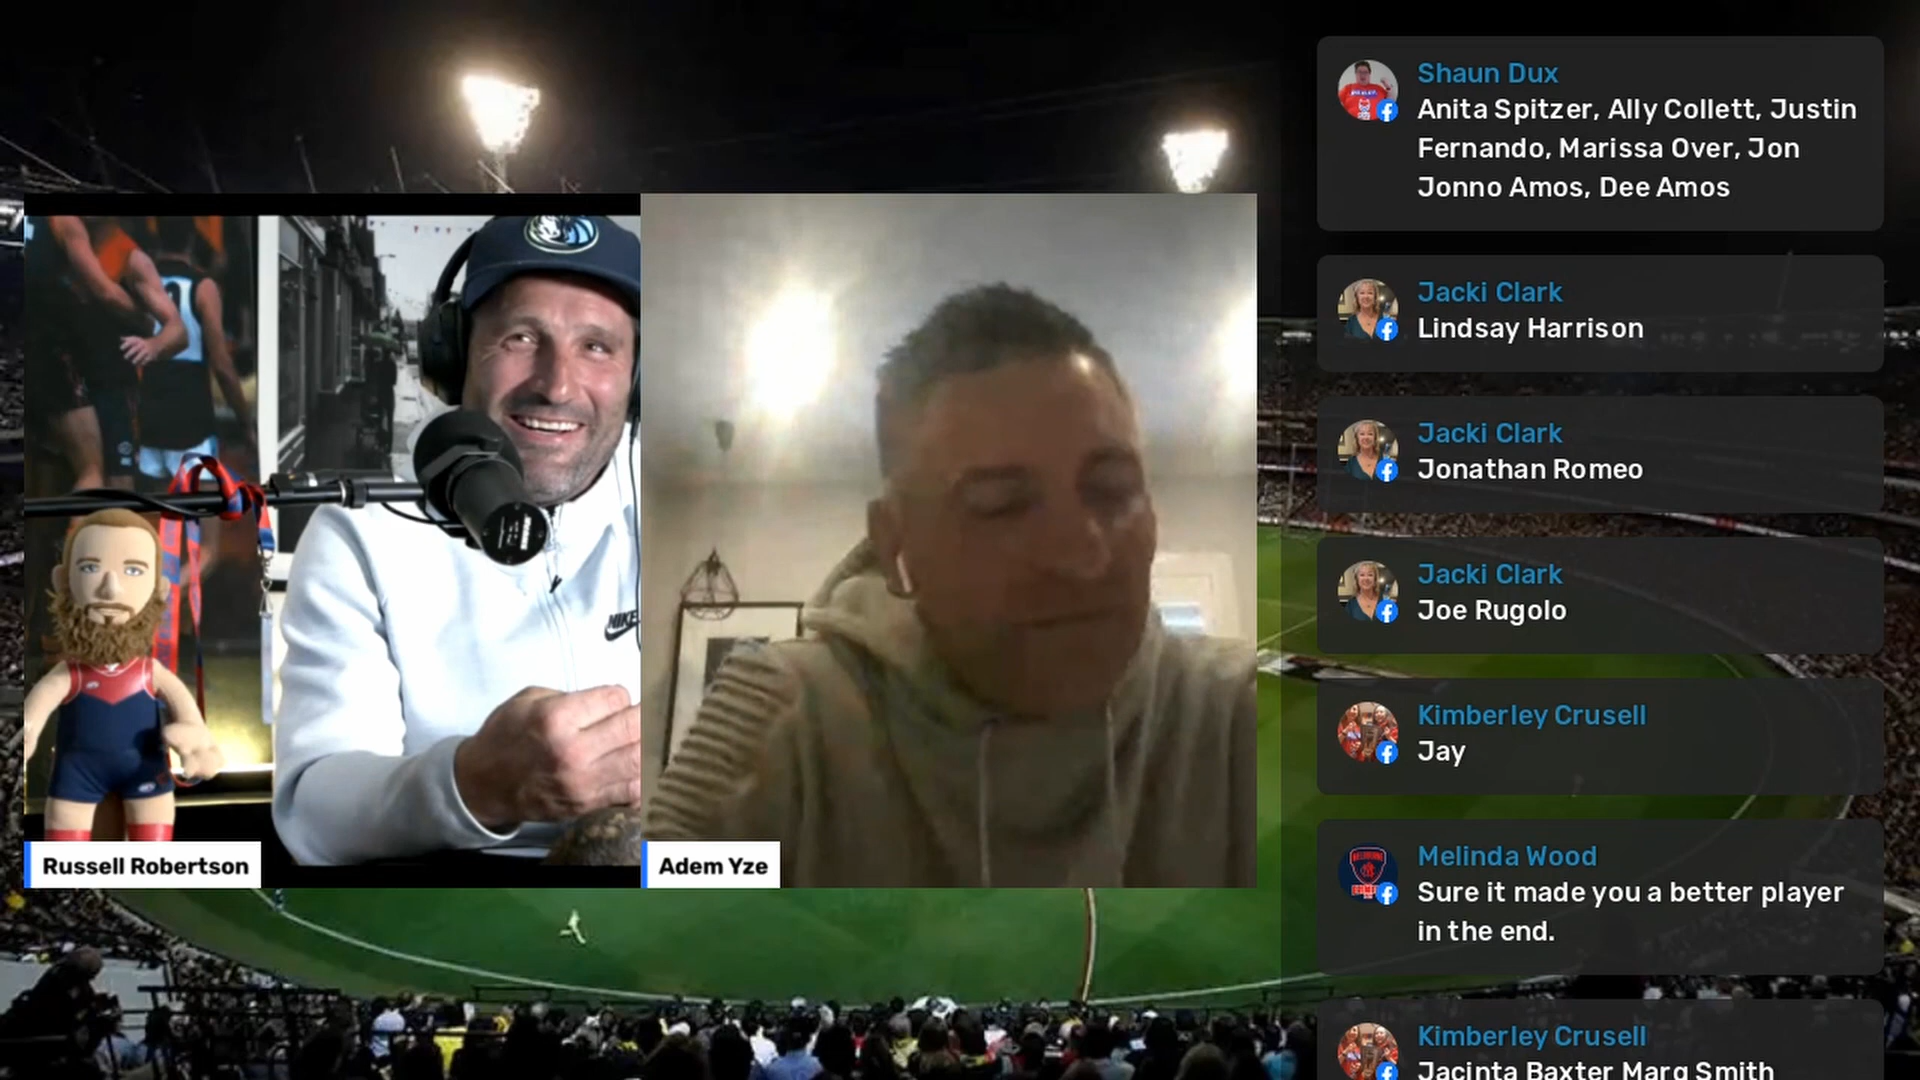 Shaun Dux
Anita Spitzer, Ally Collett, Justin
Fernando, Marissa Over, Jon
Jonno Amos, Dee Amos
Jacki Clark
Lindsay Harrison
Jacki Clark
Jonathan Romeo
Jacki Clark
Joe Rugolo
Kimberley Crusell
Jay
Melinda Wood
Sure it made you a better player
in the end.
Kimberley Crusell
Jacinta Baxter Marg Smith
NIKE
Russell Robertson
Adem Yze